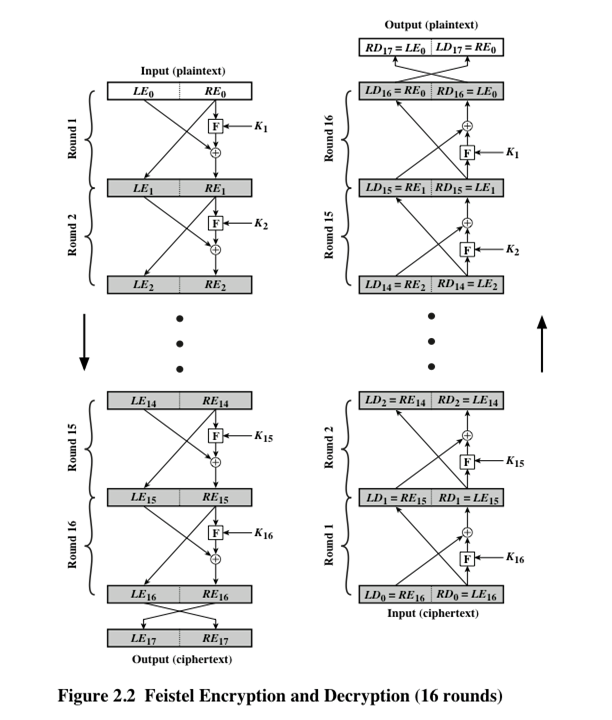 Output (plaintext)
RD17 = LE0 LD17 = RE0
Input (plaintext)
LE0 RE0
LD16 = RE0 RD16 = LE0
Round 1
F
K1
Round 16
F
K1
LE1 RE1
LD15 = RE1 RD15 = LE1
Round 2
F
K2
Round 15
F
K2
LE2 RE2
LD14 = RE2 RD14 = LE2
LE14 RE14
LD2 = RE14 RD2 = LE14
Round 15
F
K15
Round 2
F
K15
LE15 RE15
LD1 = RE15 RD1 = LE15
Round 16
F
K16
Round 1
F
K16
LE16 RE16
LD0 = RE16 RD0 = LE16
Input (ciphertext)
LE17 RE17
Output (ciphertext)
Figure 2.2 Feistel Encryption and Decryption (16 rounds)